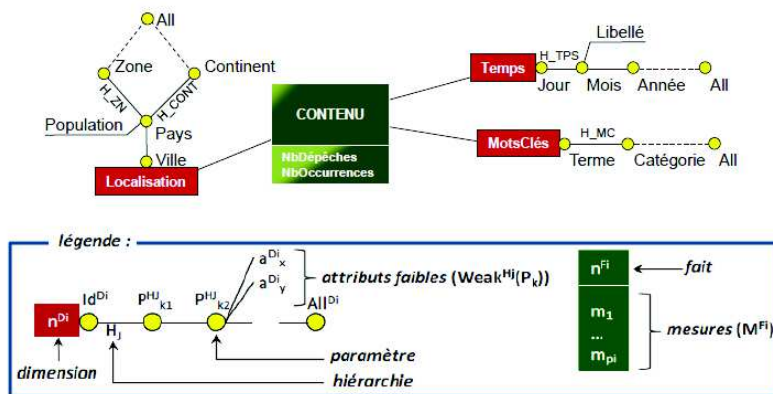 All
Zone
Continent
H_ZN
H_CONT
Population
Pays
Ville
Localisation
CONTENU
NbDépêches
NbOccurrences
Temps
H_TPS
Libellé
Jour
Mois
Année
All
MotsClés
H_MC
Terme
Catégorie
All
légende :
a^Di_x
a^Di_y
attributs faibles (Weak^Hj(P_k))
Id^Di
P^HJ_k1
P^HJ_k2
All^Di
n^Di
H_J
dimension
paramètre
hiérarchie
n^Fi
fait
m_1
...
m_pi
mesures (M^Fi)